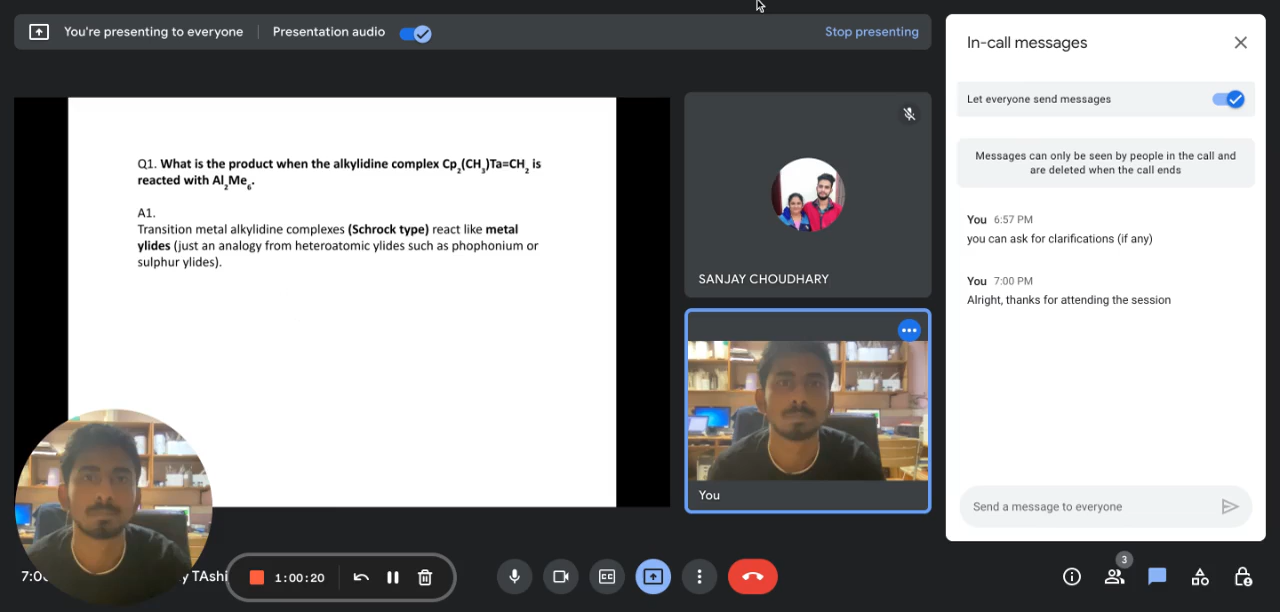 You're presenting to everyone
Presentation audio
Stop presenting
Q1. What is the product when the alkylidine complex Cp2(CH3)Ta=CH2 is
reacted with Al2Me6.
A1.
Transition metal alkylidine complexes (Schrock type) react like metal
ylides (just an analogy from heteroatomic ylides such as phophonium or
sulphur ylides).
SANJAY CHOUDHARY
You
In-call messages
Let everyone send messages
Messages can only be seen by people in the call and
are deleted when the call ends
You 6:57 PM
you can ask for clarifications (if any)
You 7:00 PM
Alright, thanks for attending the session
Send a message to everyone
1:00:20
3